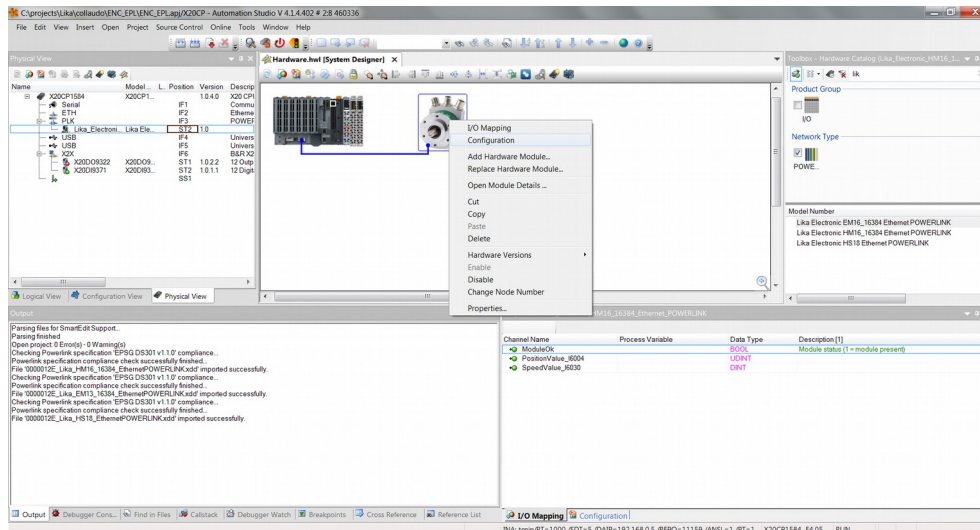 C:\projects\Lika\collaudo\ENC_EPL\ENC_EPL.apj/X20CP - Automation Studio V 4.1.4.402 # 2:8 460336
File Edit View Insert Open Project Source Control Online Tools Window Help
Physical View
Hardware.hwl [System Designer] X
Toolbox - Hardware Catalog (Lika_Electronic_HM16_1...
Name Model... L.. Position Version Descrip
X20CP1584 X20CP1... 1.0.4.0 X20 CP
Serial IF1 Commu
ETH IF2 Etherne
PLK IF3 POWER
Lika_Electroni... Lika Ele... ST2 1.0
USB IF4 Univers
USB IF5 Univers
X2X IF6 B&R X2
X20DO9322 X20DO9... ST1 1.0.2.2 12 Outp
X20DI9371 X20DI93... ST2 1.0.1.1 12 Digit
SS1
I/O Mapping
Configuration
Add Hardware Module...
Replace Hardware Module...
Open Module Details ...
Cut
Copy
Paste
Delete
Hardware Versions
Enable
Disable
Change Node Number
Properties...
lik
Product Group
I/O
Network Type
POWE...
Model Number
Lika Electronic EM16_16384 Ethernet POWERLINK
Lika Electronic HM16_16384 Ethernet POWERLINK
Lika Electronic HS18 Ethernet POWERLINK
Logical View Configuration View Physical View
Output
Parsing files for SmartEdit Support...
Parsing finished
Open project: 0 Error(s) - 0 Warning(s)
Checking Powerlink specification 'EPSG DS301 v1.1.0' compliance...
Powerlink specification compliance check successfully finished...
File '0000012E_Lika_HM16_16384_EthernetPOWERLINK.xdd' imported successfully.
Checking Powerlink specification 'EPSG DS301 v1.1.0' compliance...
Powerlink specification compliance check successfully finished...
File '0000012E_Lika_EM13_16384_EthernetPOWERLINK.xdd' imported successfully.
Checking Powerlink specification 'EPSG DS301 v1.1.0' compliance...
Powerlink specification compliance check successfully finished...
File '0000012E_Lika_HS18_EthernetPOWERLINK.xdd' imported successfully.
HM16_16384_Ethernet_POWERLINK
Channel Name Process Variable Data Type Description [1]
ModuleOk BOOL Module status (1 = module present)
PositionValue_I6004 UDINT
SpeedValue_I6030 DINT
Output Debugger Cons... Find in Files Callstack Debugger Watch Breakpoints Cross Reference Reference List
I/O Mapping Configuration
X20CP1584 F4.05 RUN